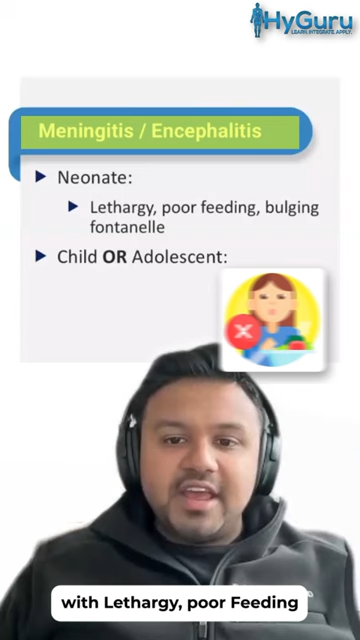 HyGuru
LEARN. INTEGRATE. APPLY.
Meningitis / Encephalitis
Neonate:
Lethargy, poor feeding, bulging
fontanelle
Child OR Adolescent:
with Lethargy, poor Feeding